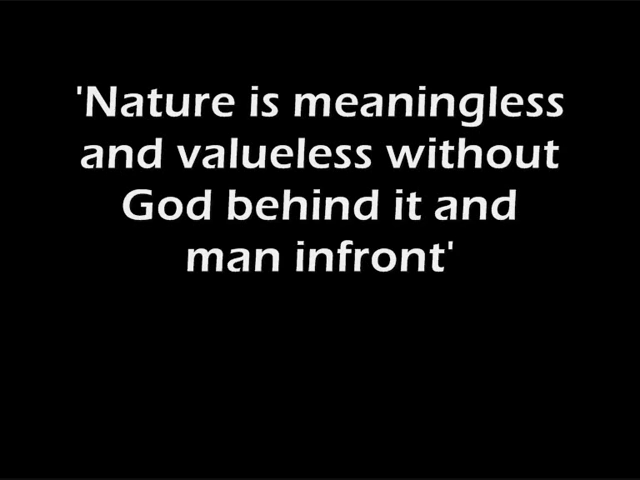 'Nature is meaningless
and valueless without
God behind it and
man infront'